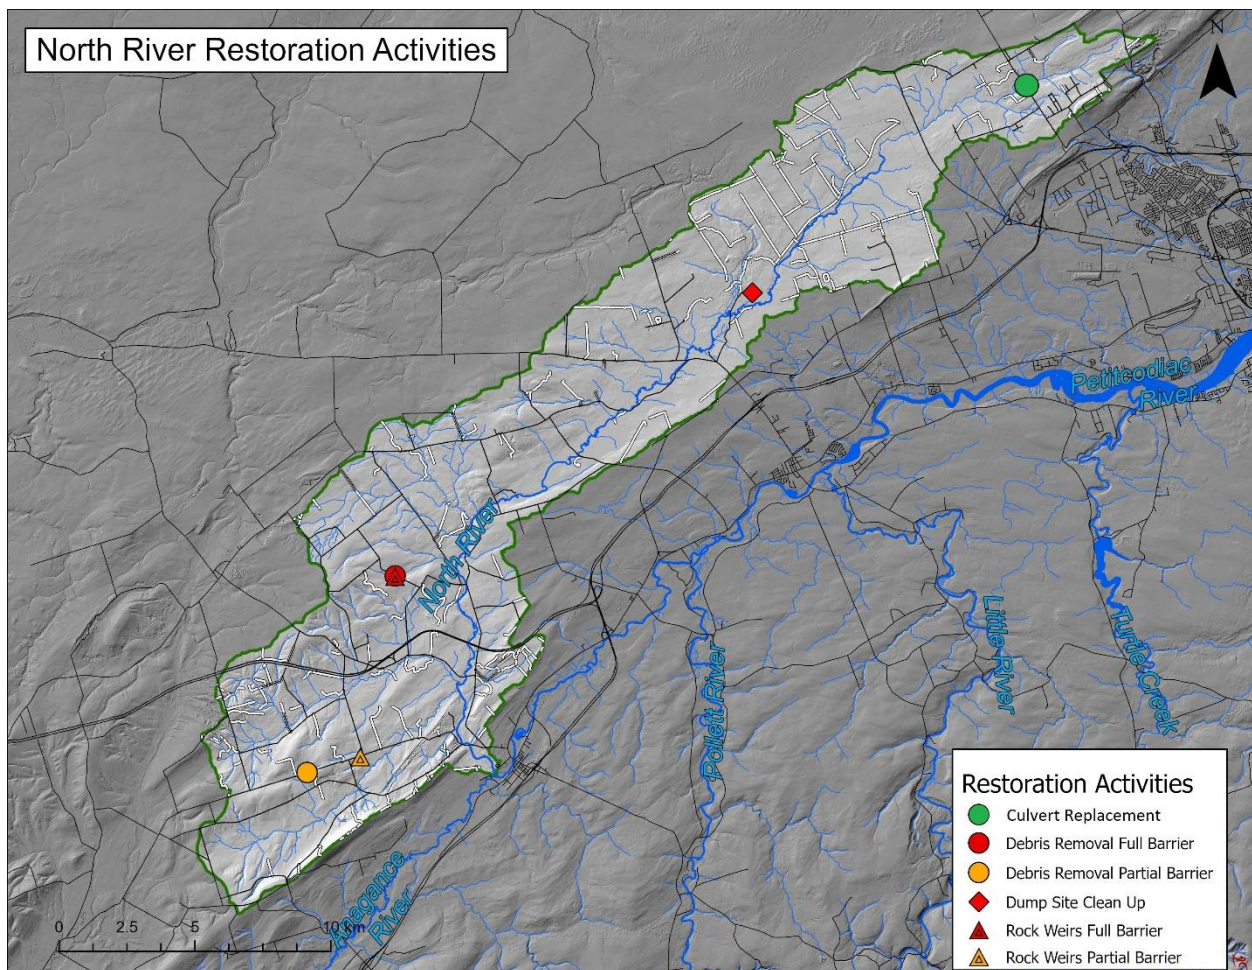 North River Restoration Activities
N
Petitcodiac
River
North River
Pollett River
Little River
Turtle Creek
Anagance
River
0 2.5 5 10 km
Restoration Activities
Culvert Replacement
Debris Removal Full Barrier
Debris Removal Partial Barrier
Dump Site Clean Up
Rock Weirs Full Barrier
Rock Weirs Partial Barrier